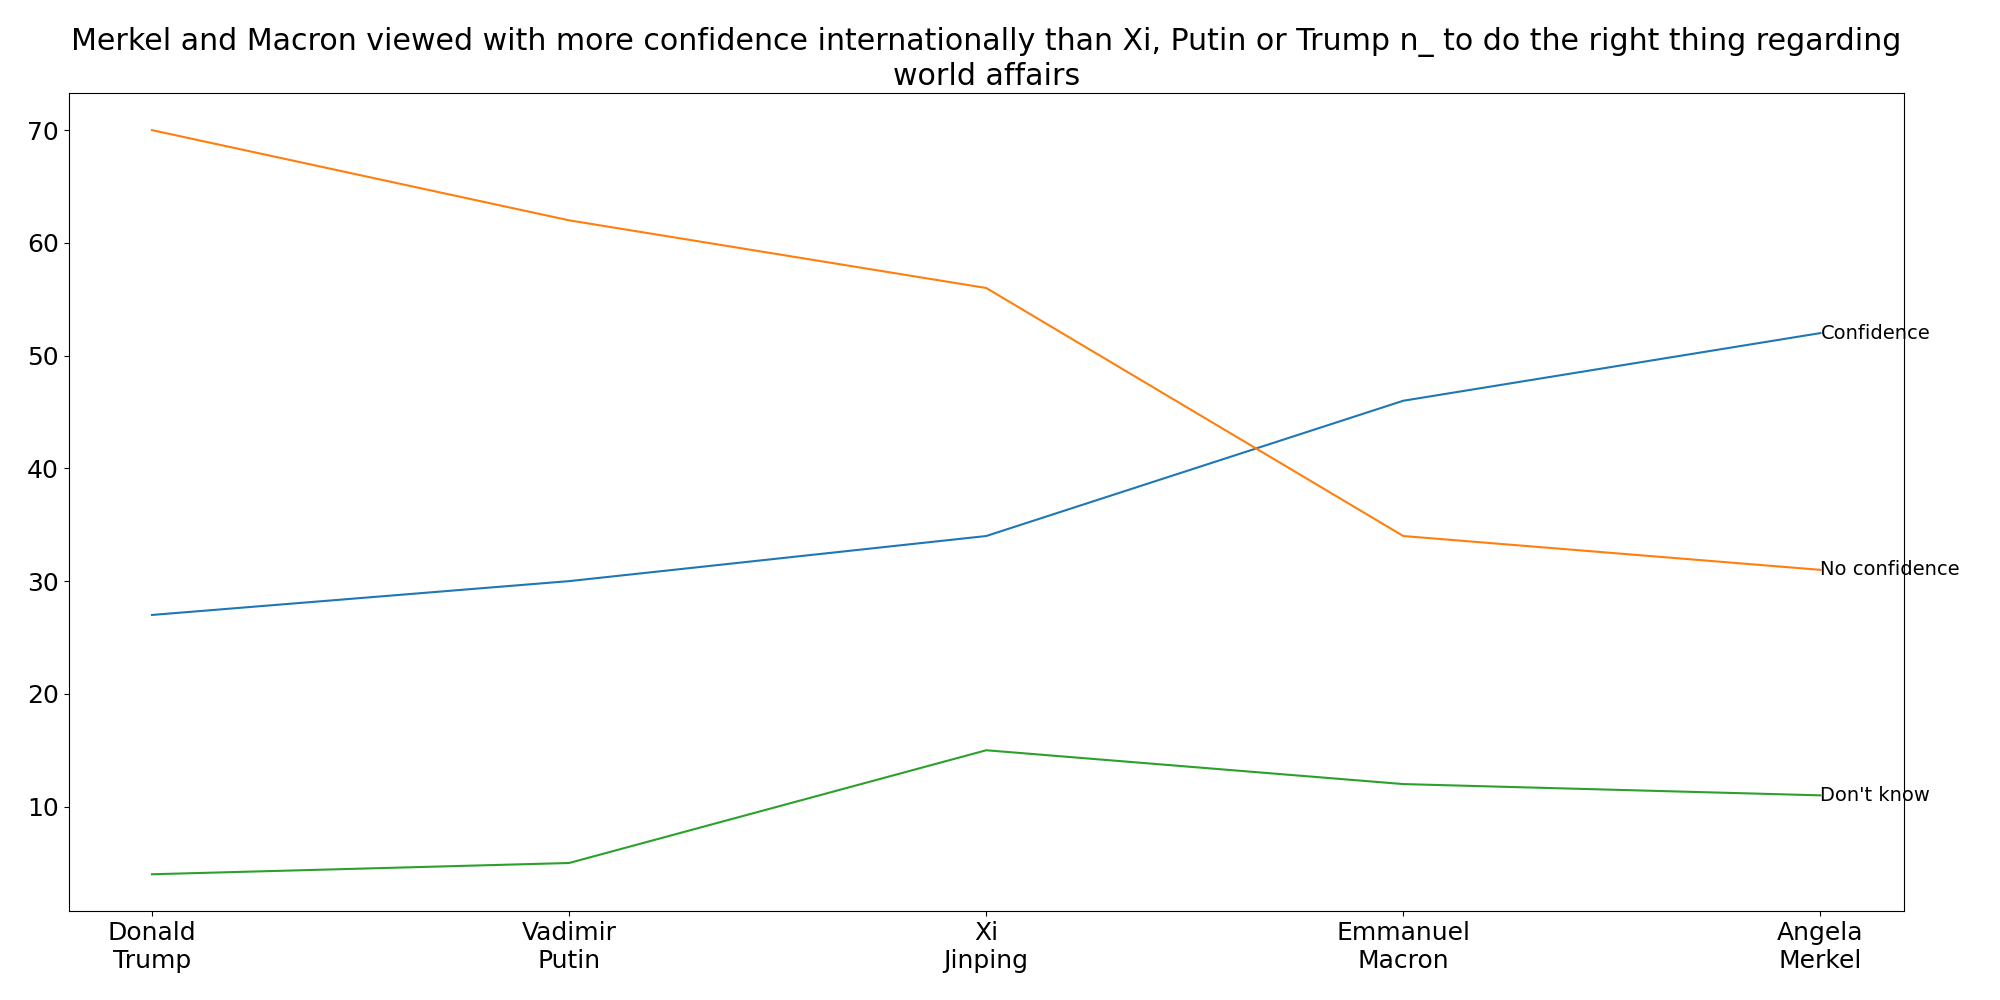 Merkel and Macron viewed with more confidence internationally than Xi, Putin or Trump n_ to do the right thing regarding
world affairs
70
60
50
40
30
20
10
Confidence
No confidence
Don't know
Donald
Trump
Vadimir
Putin
Xi
Jinping
Emmanuel
Macron
Angela
Merkel